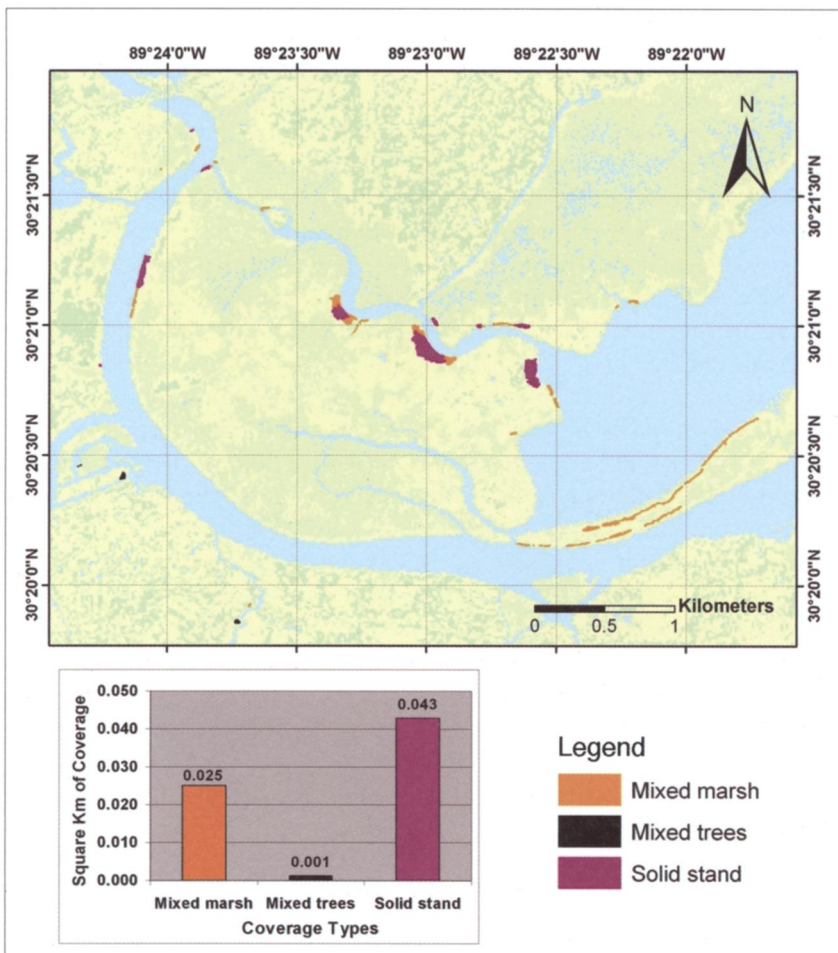 89°24'0"W 89°23'30"W 89°23'0"W 89°22'30"W 89°22'0"W
N
30°21'30"N 30°21'30"N
30°21'0"N 30°21'0"N
30°20'30"N 30°20'30"N
30°20'0"N 30°20'0"N
Kilometers
0 0.5 1
0.050
0.040
0.030
0.020
0.010
0.000
Square Km of Coverage
0.025
0.001
0.043
Mixed marsh Mixed trees Solid stand
Coverage Types
Legend
Mixed marsh
Mixed trees
Solid stand